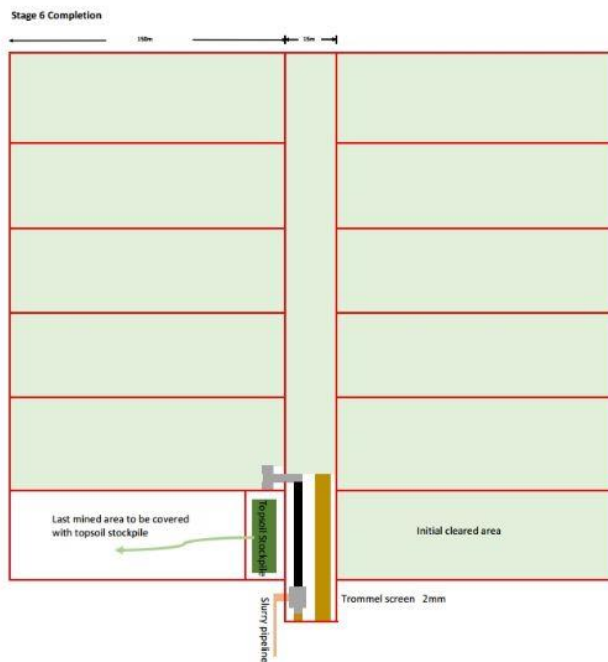 Stage 6 Completion
150m
15m
Last mined area to be covered
with topsoil stockpile
Topsoil Stockpile
Initial cleared area
Trommel screen 2mm
Slurry pipeline